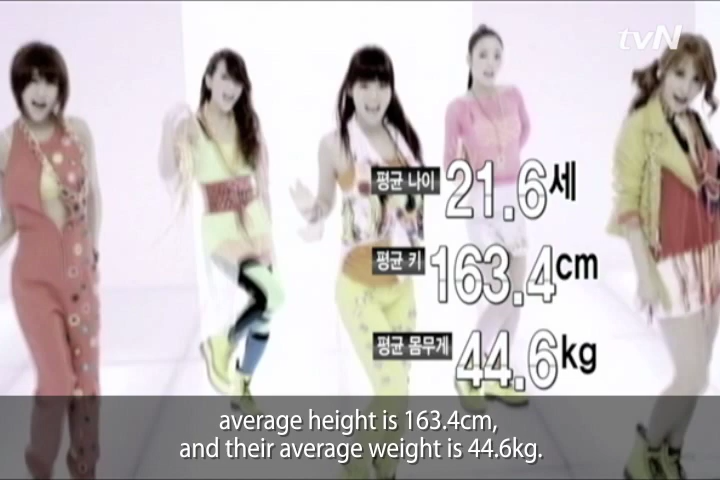 tvN
평균 나이 21.6세
평균 키 163.4cm
평균 몸무게 44.6kg
average height is 163.4cm,
and their average weight is 44.6kg.